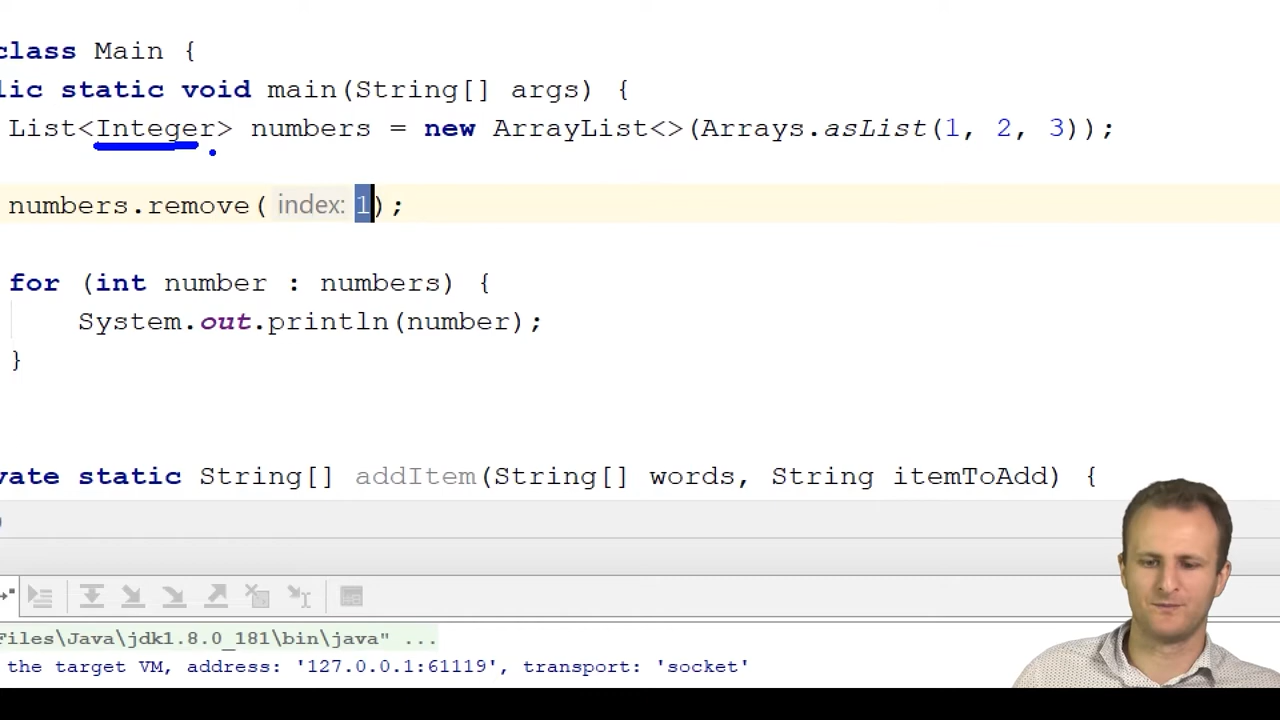 class Main {
lic static void main(String[] args) {
List<Integer> numbers = new ArrayList<>(Arrays.asList(1, 2, 3));
numbers.remove( index: 1);
for (int number : numbers) {
System.out.println(number);
}
vate static String[] addItem(String[] words, String itemToAdd) {
Files\Java\jdk1.8.0_181\bin\java" ...
the target VM, address: '127.0.0.1:61119', transport: 'socket'